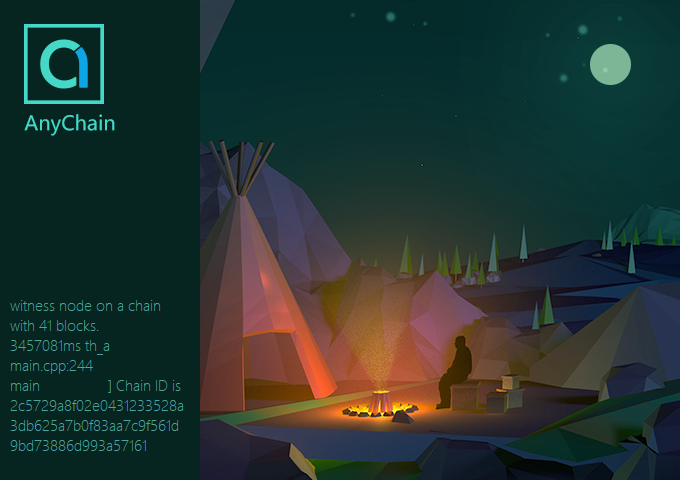 AnyChain
witness node on a chain
with 41 blocks.
3457081ms th_a
main.cpp:244
main ] Chain ID is
2c5729a8f02e0431233528a
3db625a7b0f83aa7c9f561d
9bd73886d993a57161